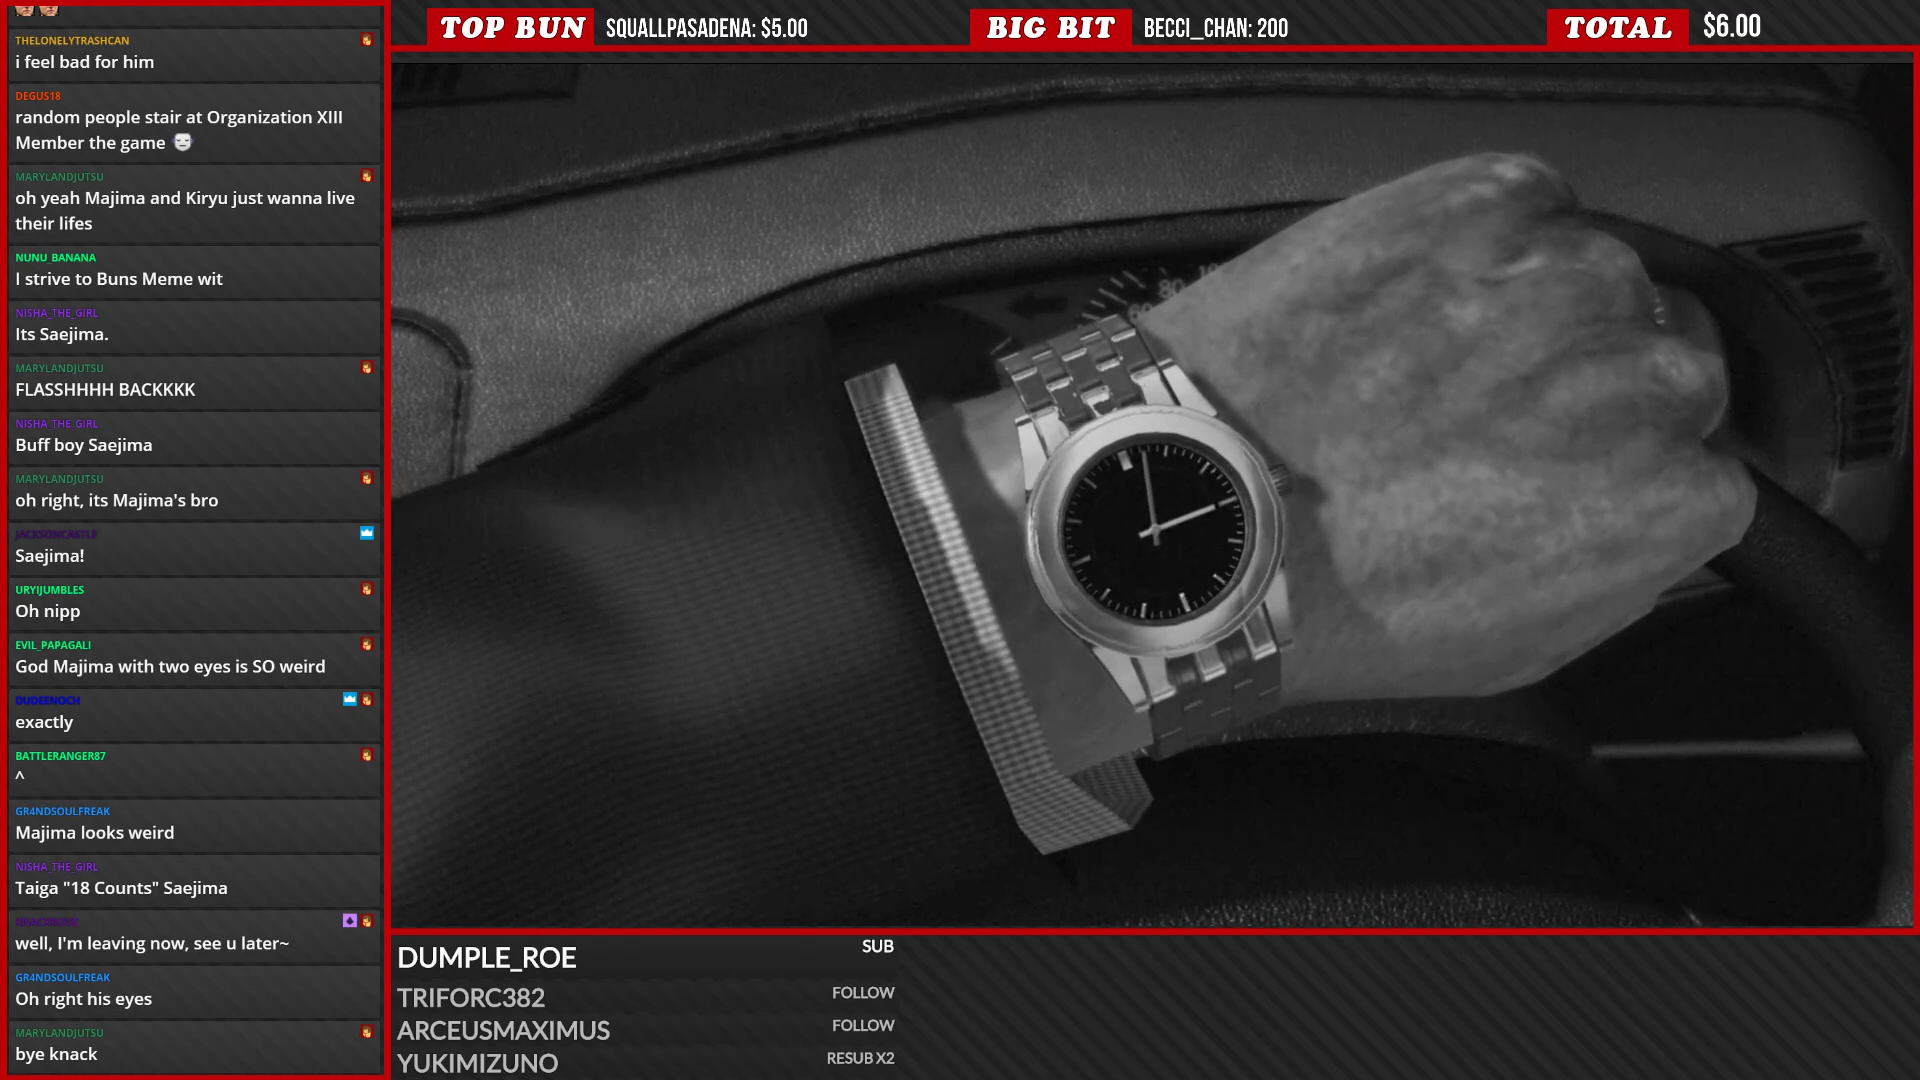 TOP BUN SQUALLPASADENA: $5.00 BIG BIT BECCI_CHAN: 200 TOTAL $6.00
THELONELYTRASHCAN
i feel bad for him
DEGUS18
random people stair at Organization XIII
Member the game
MARYLANDJUTSU
oh yeah Majima and Kiryu just wanna live
their lifes
NUNU_BANANA
I strive to Buns Meme wit
NISHA_THE_GIRL
Its Saejima.
MARYLANDJUTSU
FLASSHHHH BACKKKK
NISHA_THE_GIRL
Buff boy Saejima
MARYLANDJUTSU
oh right, its Majima's bro
JACKSONCASTLE
Saejima!
URYIJUMBLES
Oh nipp
EVIL_PAPAGALI
God Majima with two eyes is SO weird
DUDEENOCH
exactly
BATTLERANGER87
^
GR4NDSOULFREAK
Majima looks weird
NISHA_THE_GIRL
Taiga "18 Counts" Saejima
well, I'm leaving now, see u later~
GR4NDSOULFREAK
Oh right his eyes
MARYLANDJUTSU
bye knack
80
DUMPLE_ROE SUB
TRIFORC382 FOLLOW
ARCEUSMAXIMUS FOLLOW
YUKIMIZUNO RESUB X2